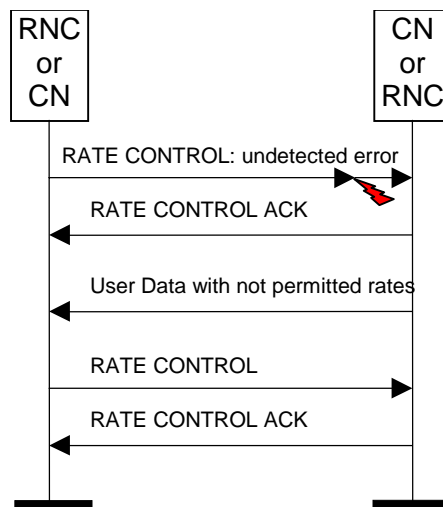 RNC
or
CN
CN
or
RNC
RATE CONTROL: undetected error
RATE CONTROL ACK
User Data with not permitted rates
RATE CONTROL
RATE CONTROL ACK